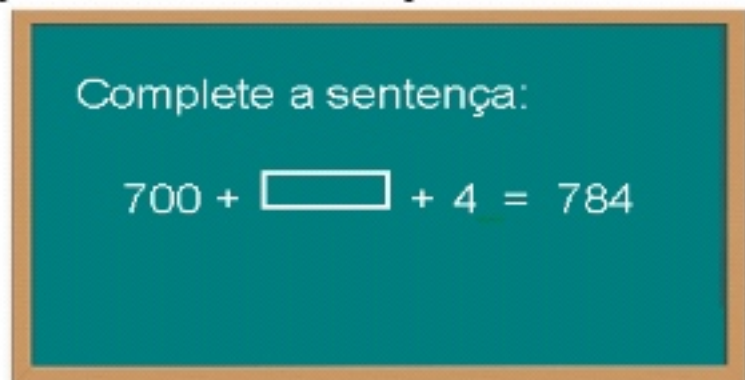 Complete a sentença:
700 + + 4 = 784